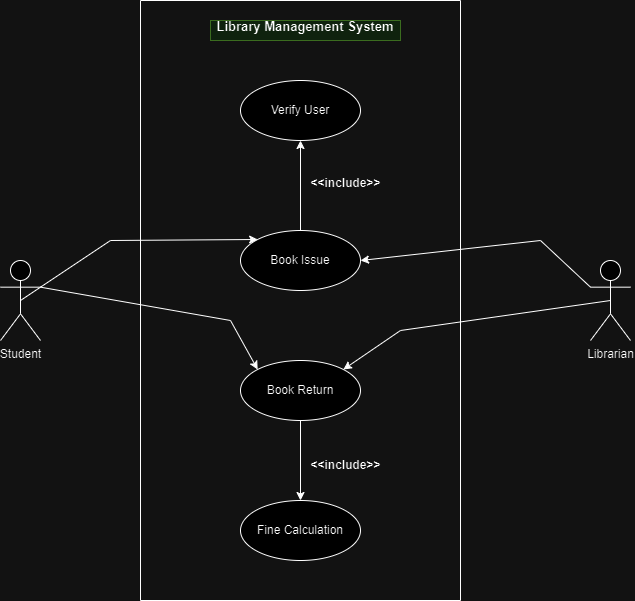 Library Management System
Verify User
<<include>>
Book Issue
Student
Librarian
Book Return
<<include>>
Fine Calculation